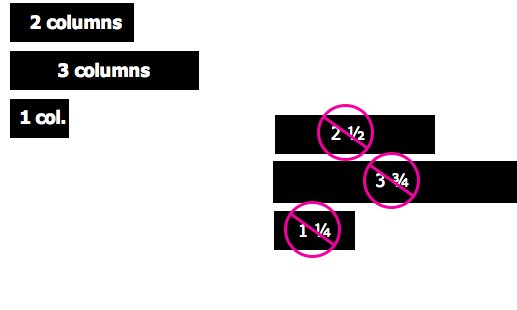 2 columns
3 columns
1 col.
2 ½
3 ¾
1 ¼